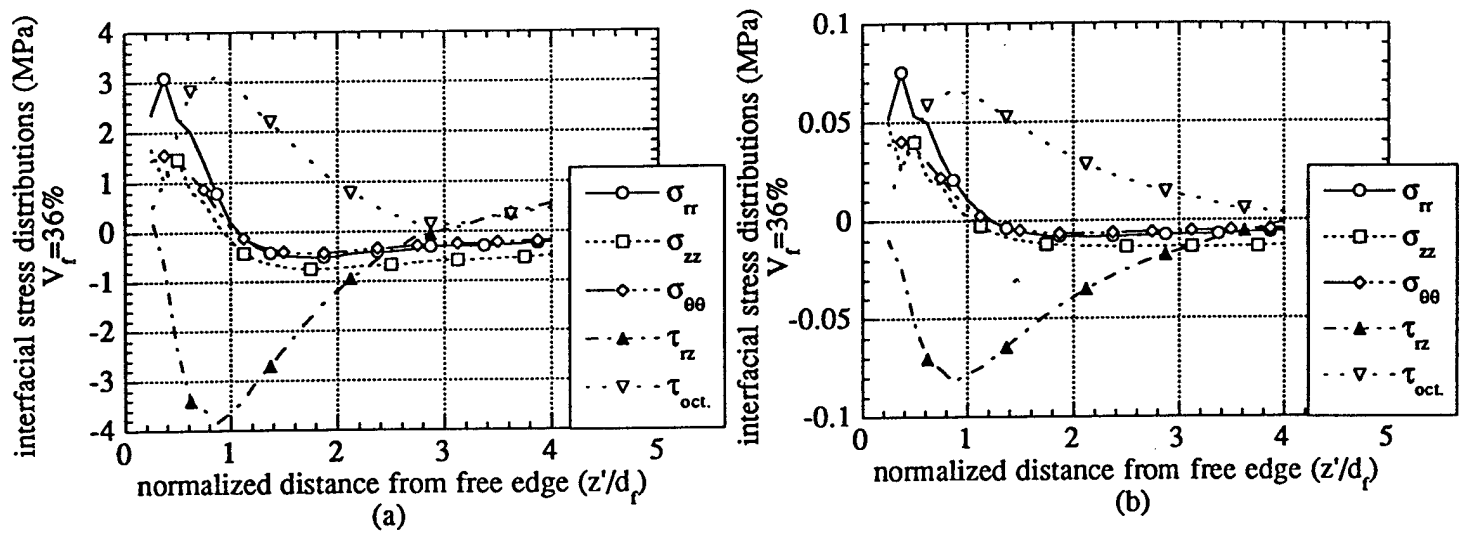 interfacial stress distributions (MPa)
V_f=36%
4
3
2
1
0
-1
-2
-3
-4
0 1 2 3 4 5
normalized distance from free edge (z'/d_f)
(a)
σ_rr
σ_zz
σ_θθ
τ_rz
τ_oct.
interfacial stress distributions (MPa)
V_f=36%
0.1
0.05
0
-0.05
-0.1
0 1 2 3 4 5
normalized distance from free edge (z'/d_f)
(b)
σ_rr
σ_zz
σ_θθ
τ_rz
τ_oct.